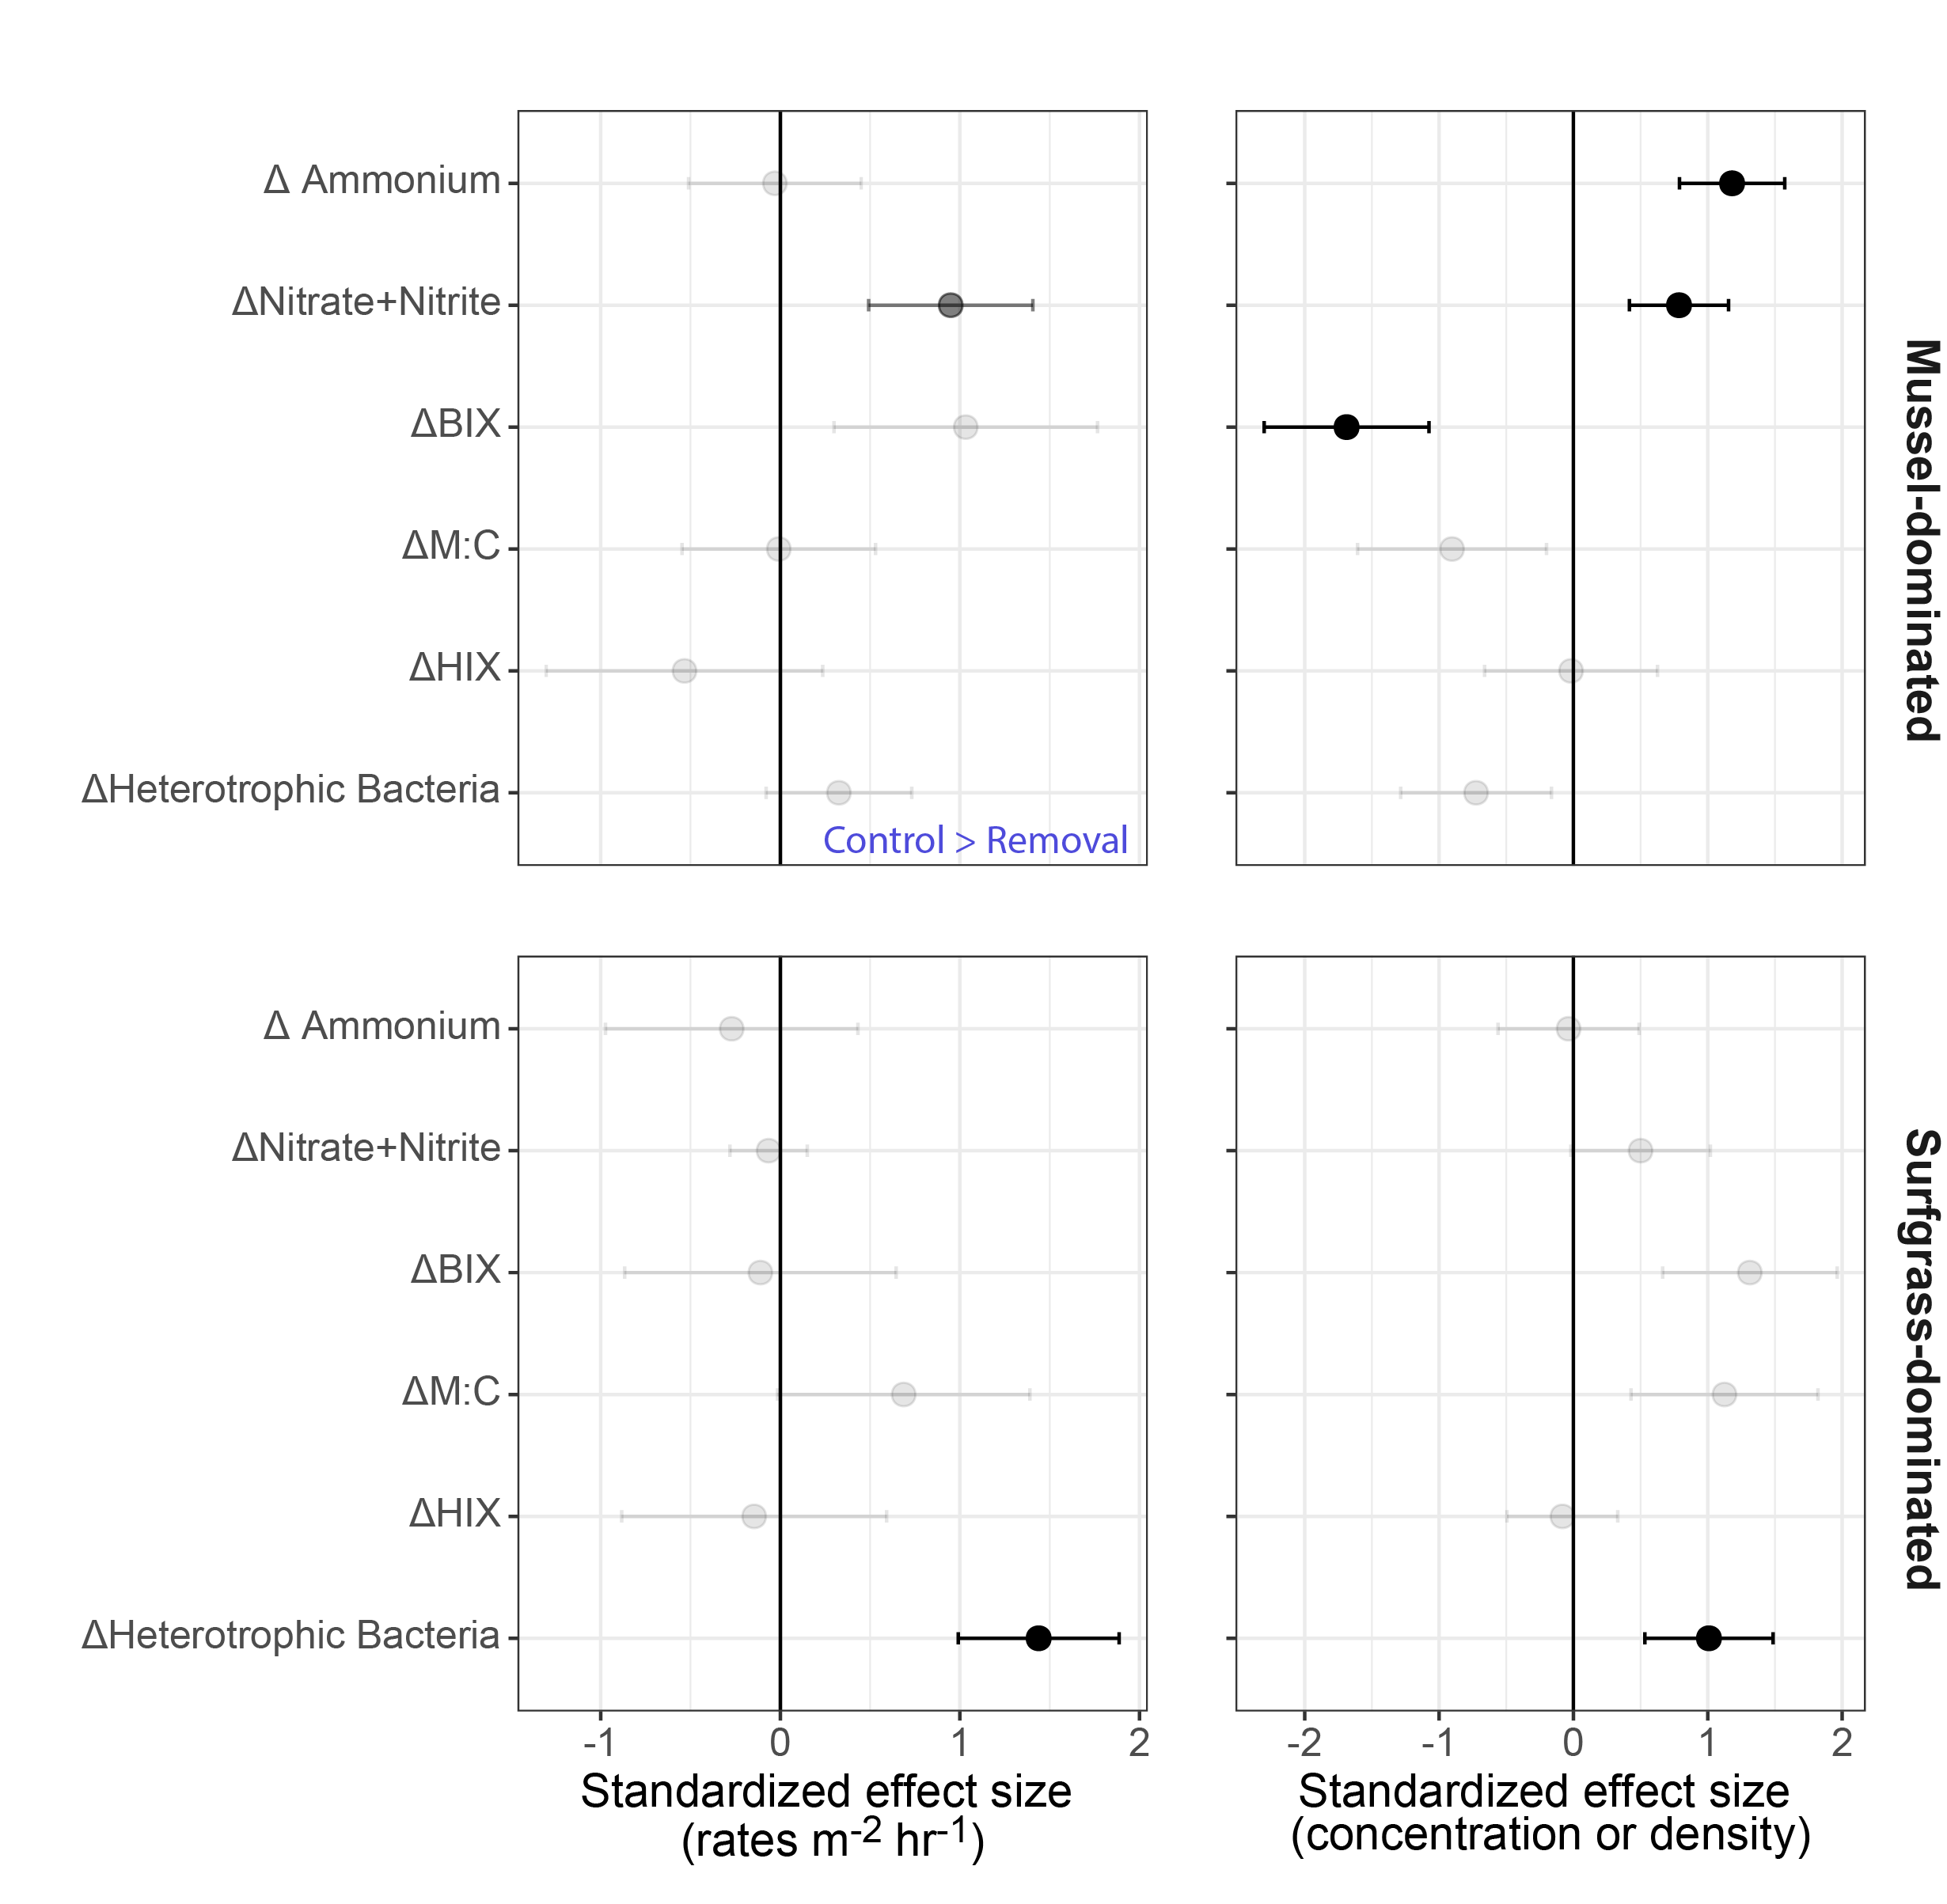 Δ Ammonium
ΔNitrate+Nitrite
ΔBIX
ΔM:C
ΔHIX
ΔHeterotrophic Bacteria
Control > Removal
Mussel-dominated
Δ Ammonium
ΔNitrate+Nitrite
ΔBIX
ΔM:C
ΔHIX
ΔHeterotrophic Bacteria
Surfgrass-dominated
-1 0 1 2
-2 -1 0 1 2
Standardized effect size
(rates m⁻² hr⁻¹)
Standardized effect size
(concentration or density)